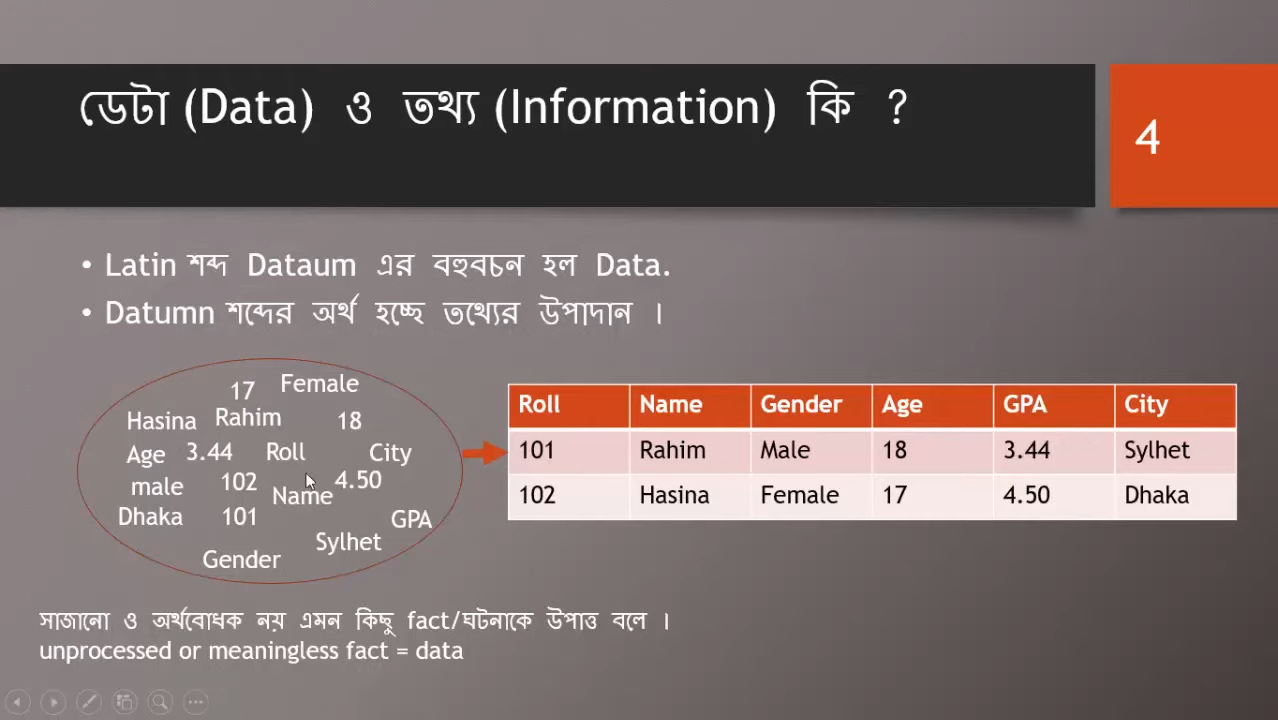 ডেটা (Data) ও তথ্য (Information) কি ?
4
• Latin শব্দ Dataum এর বহুবচন হল Data.
• Datumn শব্দের অর্থ হচ্ছে তথ্যের উপাদান ।
17 Female
Hasina Rahim 18
Age 3.44 Roll City
male 102 Name 4.50
Dhaka 101 GPA
Sylhet
Gender
Roll Name Gender Age GPA City
101 Rahim Male 18 3.44 Sylhet
102 Hasina Female 17 4.50 Dhaka
সাজানো ও অর্থবোধক নয় এমন কিছু fact/ঘটনাকে উপাত্ত বলে ।
unprocessed or meaningless fact = data